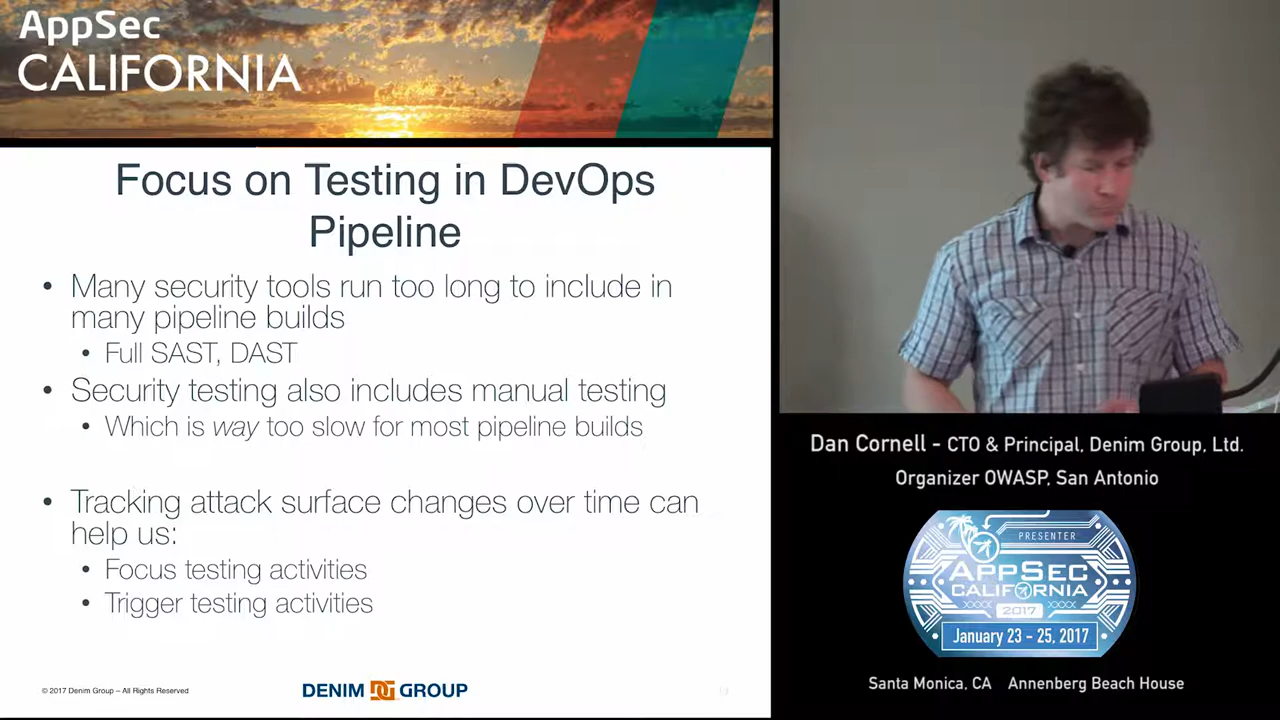 AppSec
CALIFORNIA
Focus on Testing in DevOps
Pipeline
• Many security tools run too long to include in
many pipeline builds
• Full SAST, DAST
• Security testing also includes manual testing
• Which is way too slow for most pipeline builds
• Tracking attack surface changes over time can
help us:
• Focus testing activities
• Trigger testing activities
© 2017 Denim Group – All Rights Reserved
DENIM DG GROUP
Dan Cornell - CTO & Principal, Denim Group, Ltd.
Organizer OWASP, San Antonio
PRESENTER
APPSEC
CALIFORNIA
2017
January 23 - 25, 2017
Santa Monica, CA Annenberg Beach House